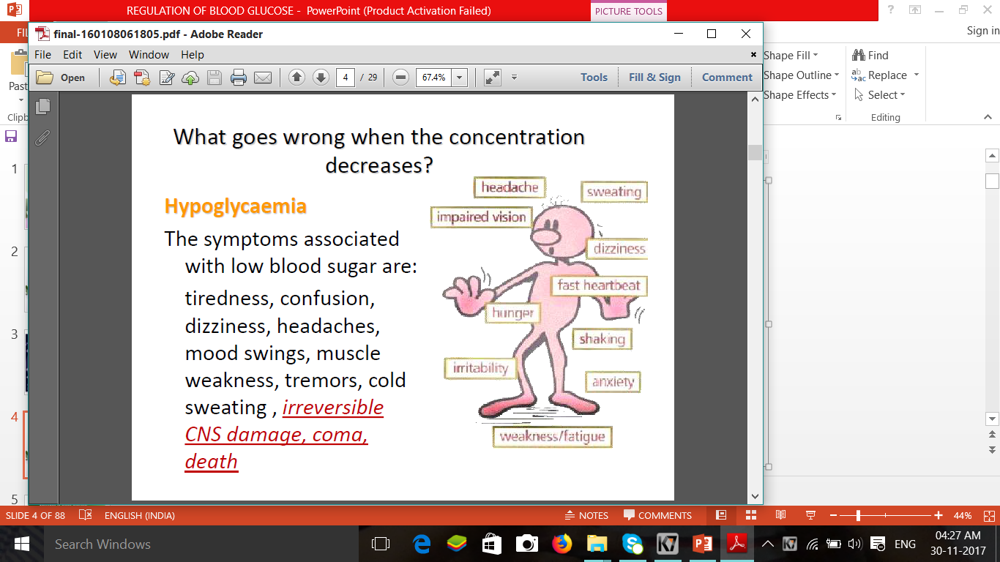 REGULATION OF BLOOD GLUCOSE - PowerPoint (Product Activation Failed)
PICTURE TOOLS
?
Sign in
final-160108061805.pdf - Adobe Reader
File Edit View Window Help
Open 4 / 29 67.4% Tools Fill & Sign Comment
Shape Fill
Shape Outline
Shape Effects
Find
Replace
Select
Editing
What goes wrong when the concentration
decreases?
Hypoglycaemia
The symptoms associated
with low blood sugar are:
tiredness, confusion,
dizziness, headaches,
mood swings, muscle
weakness, tremors, cold
sweating , irreversible
CNS damage, coma,
death
headache
sweating
impaired vision
dizziness
fast heartbeat
hunger
shaking
irritability
anxiety
weakness/fatigue
1
2
3
4
5
SLIDE 4 OF 88 ENGLISH (INDIA) NOTES COMMENTS 44%
Search Windows ENG 04:27 AM
30-11-2017